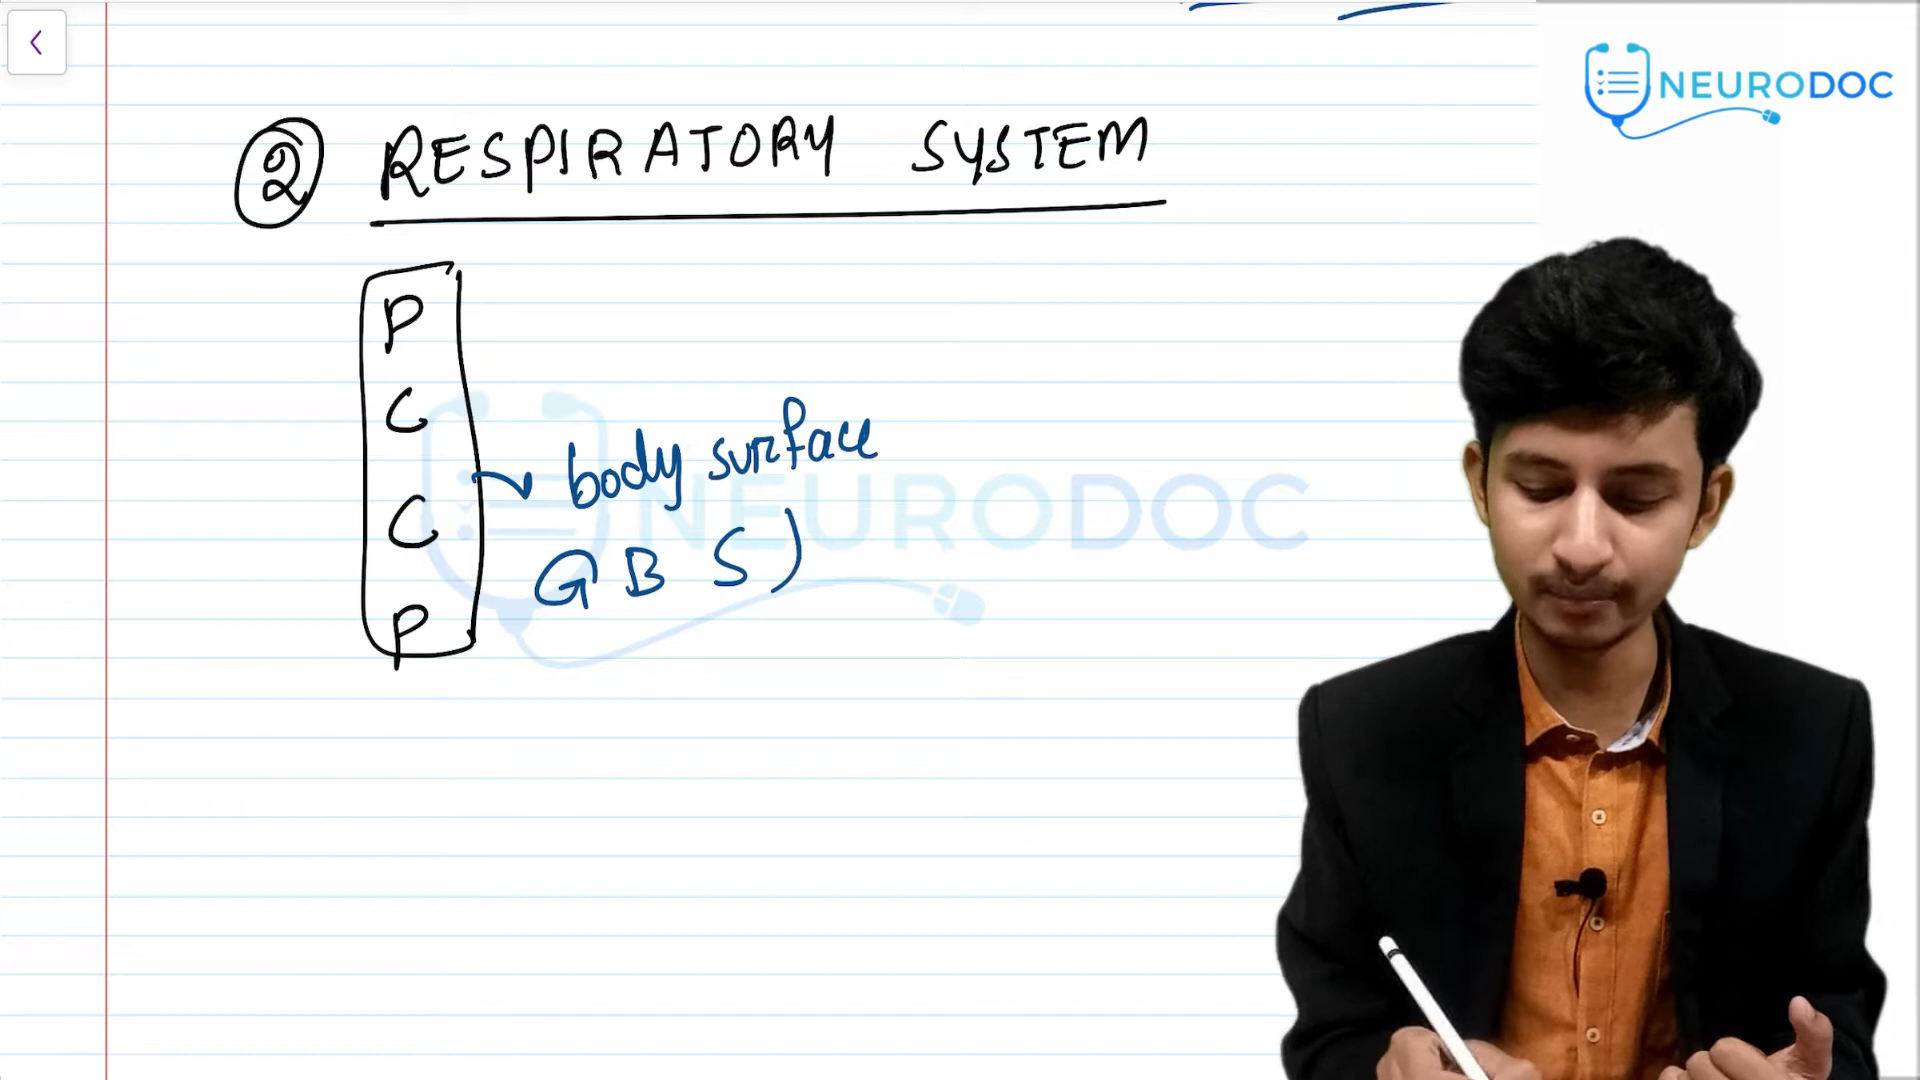 NEURODOC
② RESPIRATORY SYSTEM
P
C
C
P
body surface
G B S)
NEURODOC